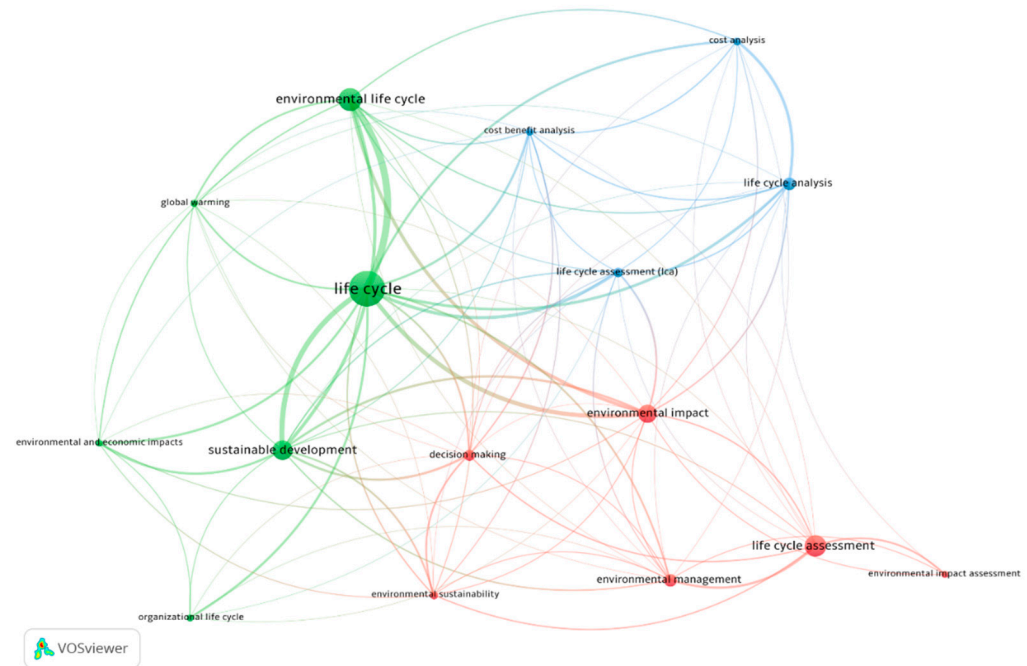 cost analysis
environmental life cycle
cost benefit analysis
life cycle analysis
global warming
life cycle assessment (lca)
life cycle
environmental impact
environmental and economic impacts
sustainable development
decision making
life cycle assessment
environmental impact assessment
environmental management
environmental sustainability
organizational life cycle
VOSviewer